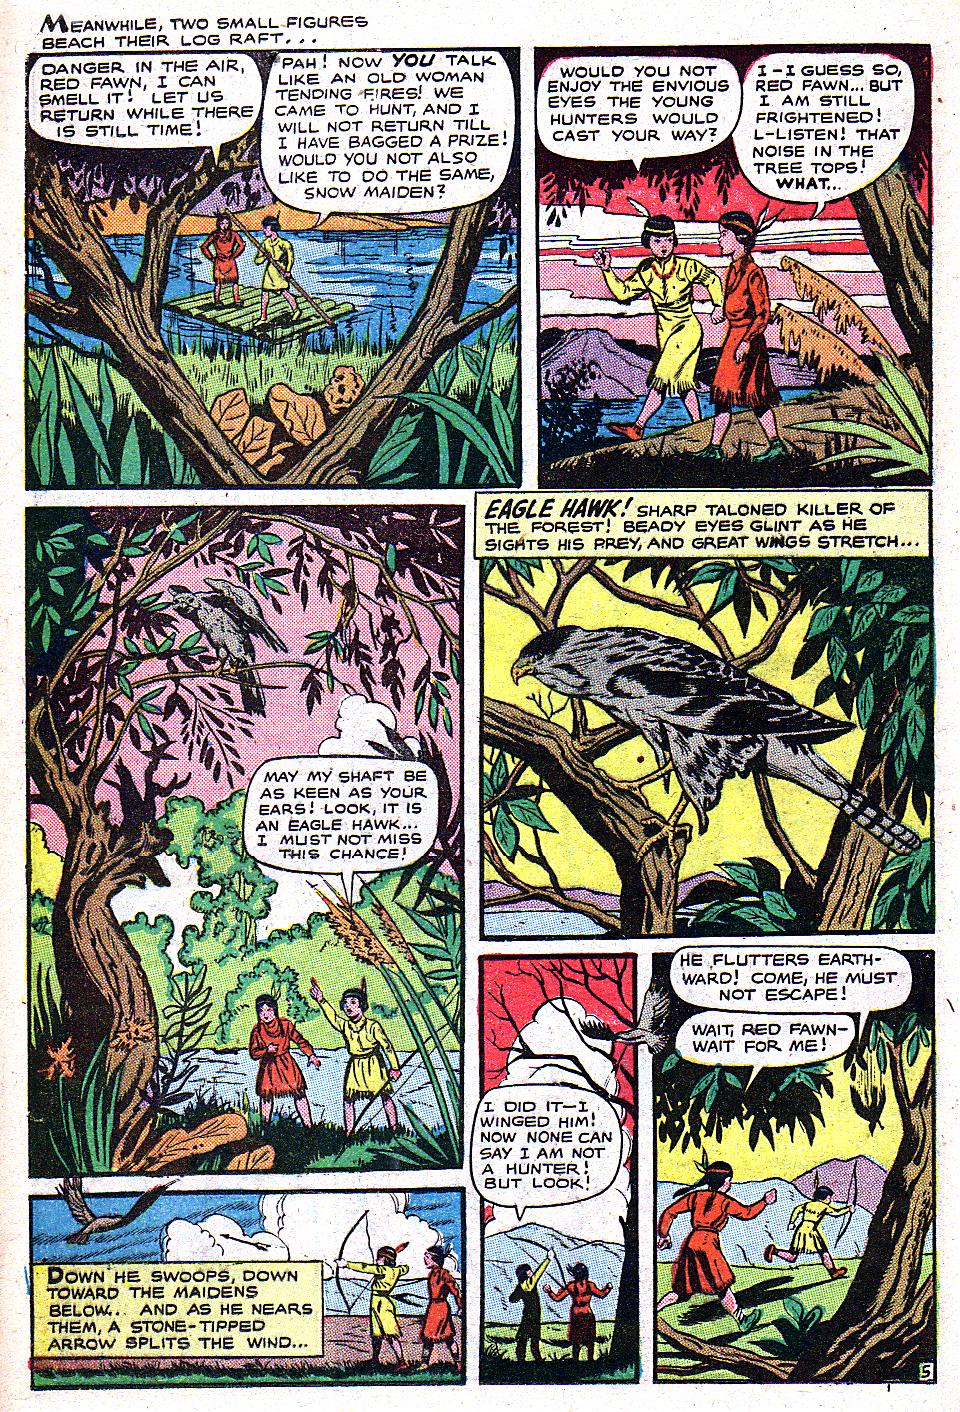 MEANWHILE, TWO SMALL FIGURES
BEACH THEIR LOG RAFT...
DANGER IN THE AIR,
RED FAWN, I CAN
SMELL IT! LET US
RETURN WHILE THERE
IS STILL TIME!
PAH! NOW YOU TALK
LIKE AN OLD WOMAN
TENDING FIRES! WE
CAME TO HUNT, AND I
WILL NOT RETURN TILL
I HAVE BAGGED A PRIZE!
WOULD YOU NOT ALSO
LIKE TO DO THE SAME,
SNOW MAIDEN?
WOULD YOU NOT
ENJOY THE ENVIOUS
EYES THE YOUNG
HUNTERS WOULD
CAST YOUR WAY?
I-I GUESS SO,
RED FAWN... BUT
I AM STILL
FRIGHTENED!
L-LISTEN! THAT
NOISE IN THE
TREE TOPS!
WHAT...
MAY MY SHAFT BE
AS KEEN AS YOUR
EARS! LOOK, IT IS
AN EAGLE HAWK...
I MUST NOT MISS
THIS CHANCE!
EAGLE HAWK! SHARP TALONED KILLER OF
THE FOREST! BEADY EYES GLINT AS HE
SIGHTS HIS PREY, AND GREAT WINGS STRETCH...
DOWN HE SWOOPS, DOWN
TOWARD THE MAIDENS
BELOW... AND AS HE NEARS
THEM, A STONE-TIPPED
ARROW SPLITS THE WIND...
I DID IT-I
WINGED HIM!
NOW NONE CAN
SAY I AM NOT
A HUNTER!
BUT LOOK!
HE FLUTTERS EARTH-
WARD! COME, HE MUST
NOT ESCAPE!
WAIT, RED FAWN-
WAIT FOR ME!
5